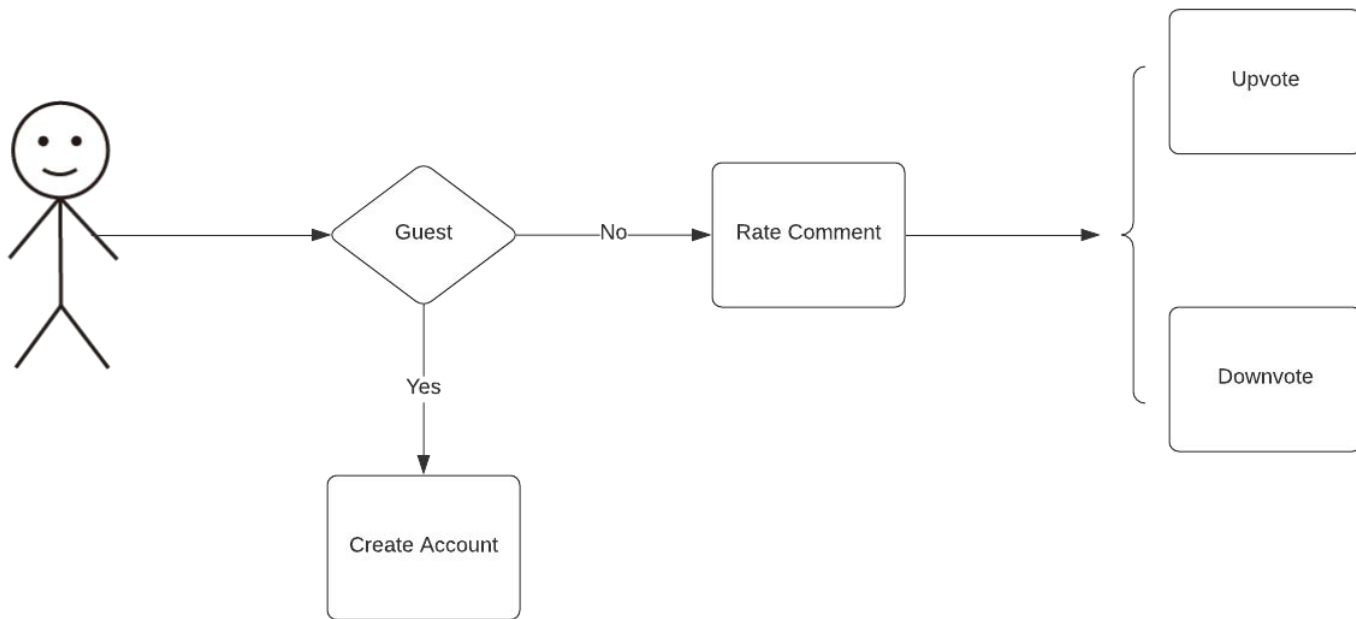 Upvote
Guest
No
Rate Comment
Downvote
Yes
Create Account